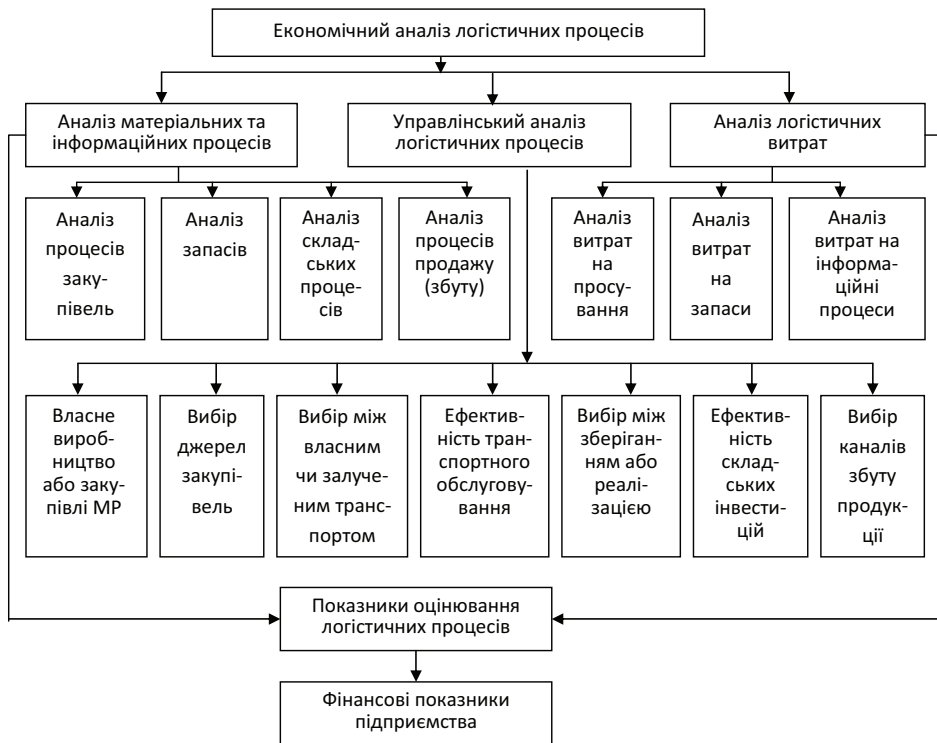 Економічний аналіз логістичних процесів
Аналіз матеріальних та
інформаційних процесів
Управлінський аналіз
логістичних процесів
Аналіз логістичних
витрат
Аналіз
процесів
заку-
півель
Аналіз
запасів
Аналіз
склад-
ських
проце-
сів
Аналіз
процесів
продажу
(збуту)
Аналіз
витрат
на
просу-
вання
Аналіз
витрат
на
запаси
Аналіз
витрат на
інформа-
ційні
процеси
Власне
вироб-
ництво
або заку-
півлі МР
Вибір
джерел
закупі-
вель
Вибір між
власним
чи залуче-
ним транс-
портом
Ефектив-
ність тран-
спортного
обслугову-
вання
Вибір між
зберіган-
ням або
реалі-
зацією
Ефектив-
ність
склад-
ських
інвести-
цій
Вибір
каналів
збуту
продук-
ції
Показники оцінювання
логістичних процесів
Фінансові показники
підприємства